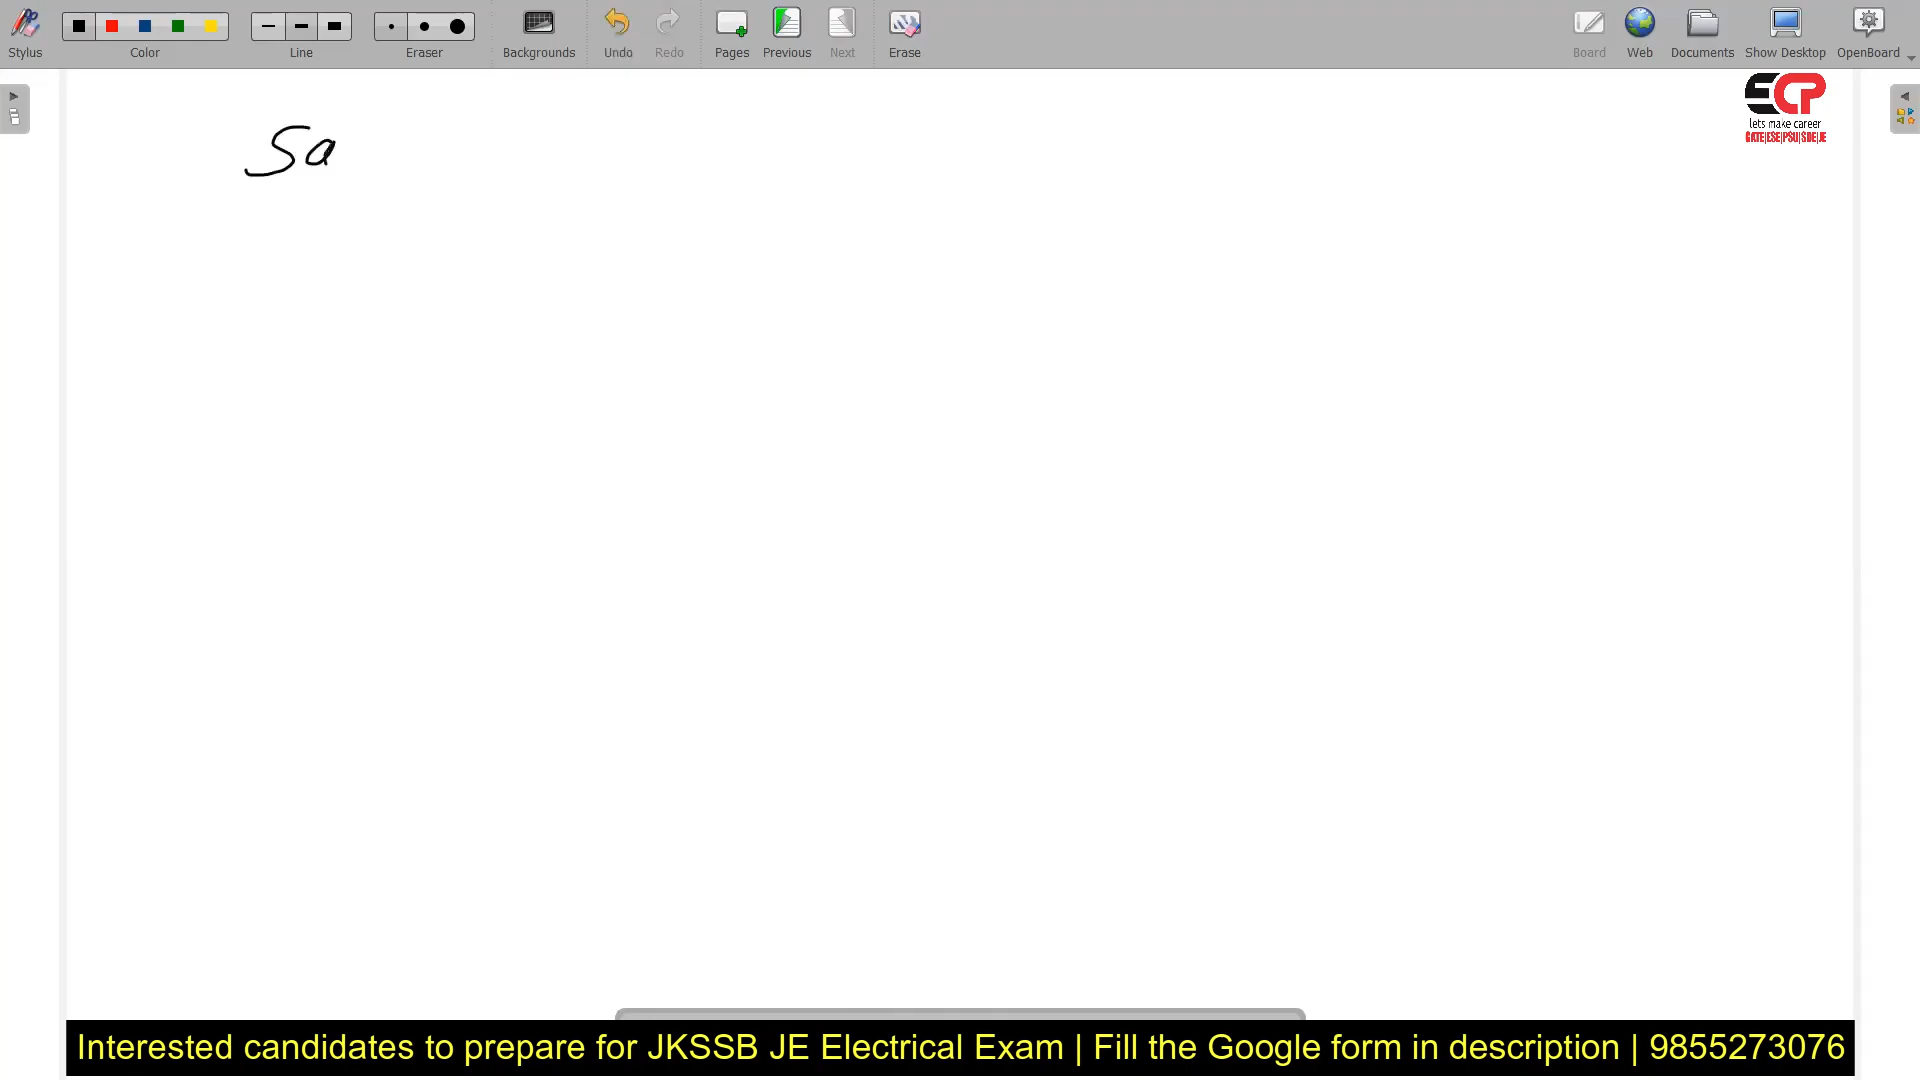 Stylus Color Line Eraser Backgrounds Undo Redo Pages Previous Next Erase Board Web Documents Show Desktop OpenBoard
ECP
lets make career
GATE|ESE|PSU|SDE|JE
Sa
Interested candidates to prepare for JKSSB JE Electrical Exam | Fill the Google form in description | 9855273076